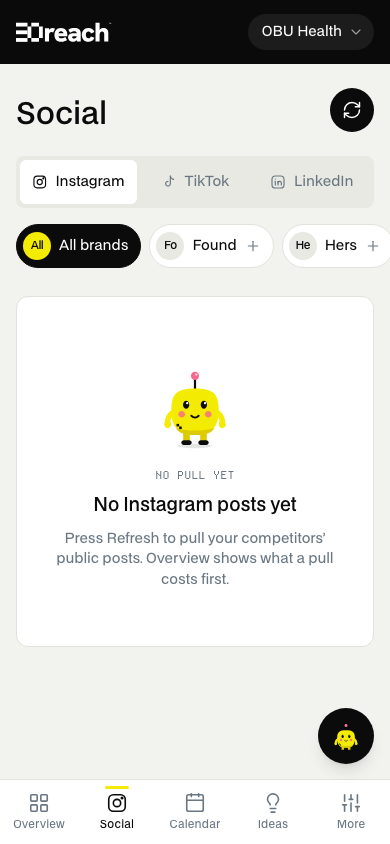 reach
OBU Health
Social
Instagram
TikTok
LinkedIn
All All brands
Fo Found +
He Hers +
NO PULL YET
No Instagram posts yet
Press Refresh to pull your competitors'
public posts. Overview shows what a pull
costs first.
Overview
Social
Calendar
Ideas
More